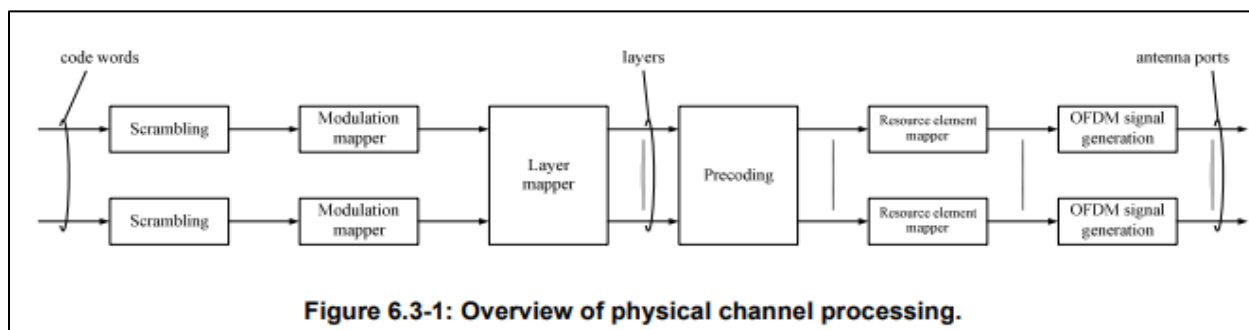 code words
layers
antenna ports
Scrambling
Modulation
mapper
Layer
mapper
Precoding
Resource element
mapper
OFDM signal
generation
Scrambling
Modulation
mapper
Resource element
mapper
OFDM signal
generation
Figure 6.3-1: Overview of physical channel processing.